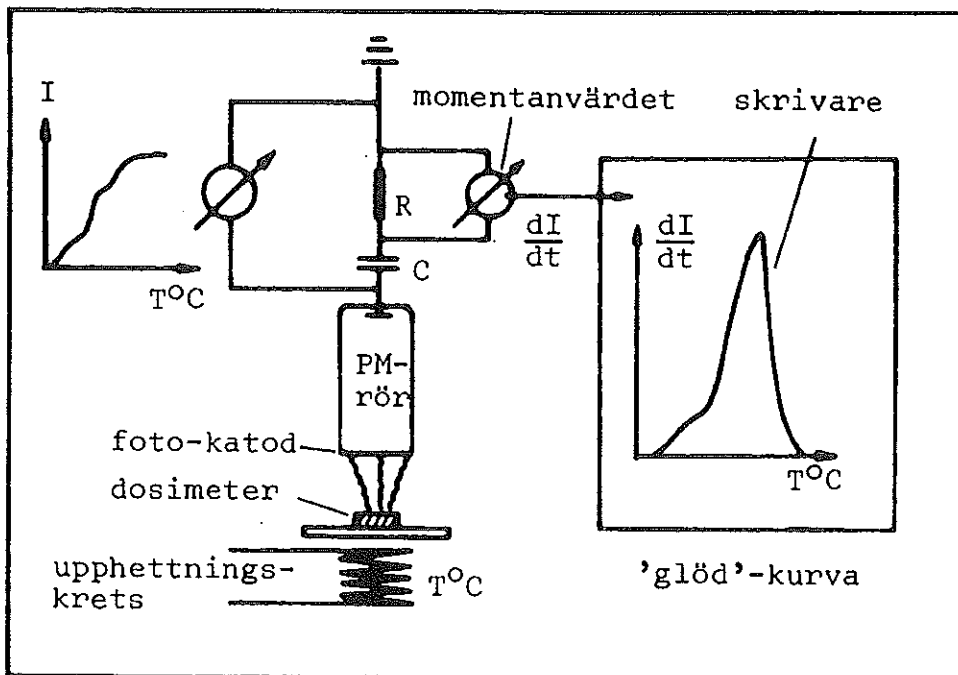 I
momentanvärdet
skrivare
R
dI
dt
dI
dt
C
T°C
PM-
rör
foto-katod
T°C
dosimeter
upphettnings-
krets
T°C
'glöd'-kurva